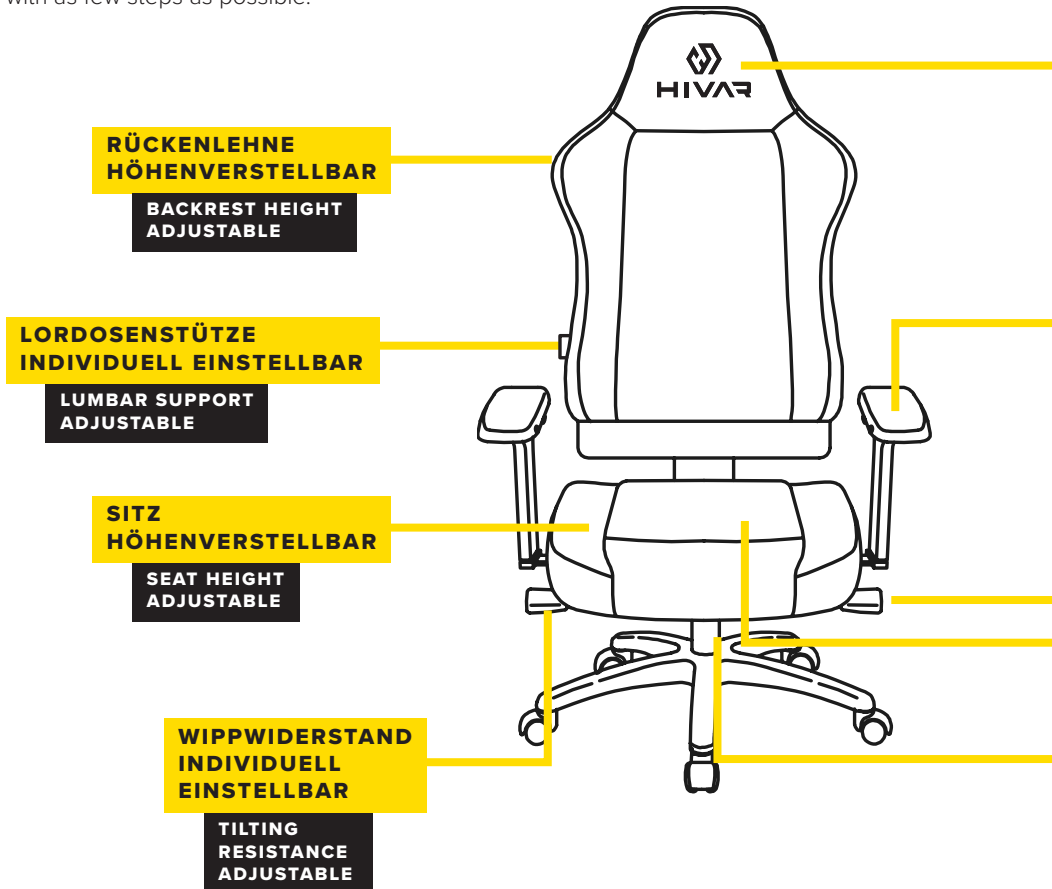 with as few steps as possible.
HIVAR
RÜCKENLEHNE
HÖHENVERSTELLBAR
BACKREST HEIGHT
ADJUSTABLE
LORDOSENSTÜTZE
INDIVIDUELL EINSTELLBAR
LUMBAR SUPPORT
ADJUSTABLE
SITZ
HÖHENVERSTELLBAR
SEAT HEIGHT
ADJUSTABLE
WIPPWIDERSTAND
INDIVIDUELL
EINSTELLBAR
TILTING
RESISTANCE
ADJUSTABLE